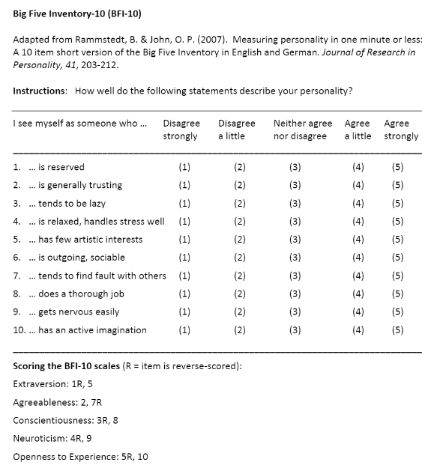 Big Five Inventory-10 (BFI-10)
Adapted from Rammstedt, B. & John, O. P. (2007). Measuring personality in one minute or less:
A 10 item short version of the Big Five Inventory in English and German. Journal of Research in
Personality, 41, 203-212.
Instructions: How well do the following statements describe your personality?
I see myself as someone who ... Disagree Disagree Neither agree Agree Agree
strongly a little nor disagree a little strongly
1. ... is reserved (1) (2) (3) (4) (5)
2. ... is generally trusting (1) (2) (3) (4) (5)
3. ... tends to be lazy (1) (2) (3) (4) (5)
4. ... is relaxed, handles stress well (1) (2) (3) (4) (5)
5. ... has few artistic interests (1) (2) (3) (4) (5)
6. ... is outgoing, sociable (1) (2) (3) (4) (5)
7. ... tends to find fault with others (1) (2) (3) (4) (5)
8. ... does a thorough job (1) (2) (3) (4) (5)
9. ... gets nervous easily (1) (2) (3) (4) (5)
10. ... has an active imagination (1) (2) (3) (4) (5)
Scoring the BFI-10 scales (R = item is reverse-scored):
Extraversion: 1R, 5
Agreeableness: 2, 7R
Conscientiousness: 3R, 8
Neuroticism: 4R, 9
Openness to Experience: 5R, 10